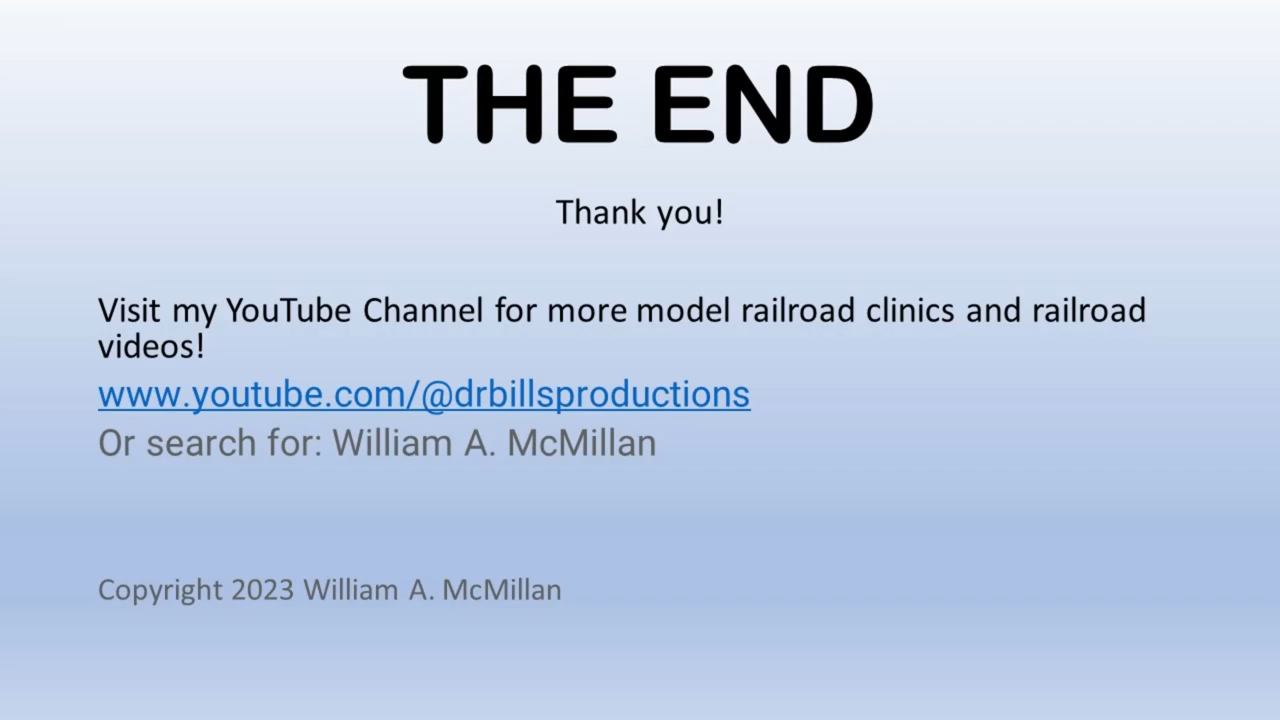 THE END
Thank you!
Visit my YouTube Channel for more model railroad clinics and railroad
videos!
www.youtube.com/@drbillsproductions
Or search for: William A. McMillan
Copyright 2023 William A. McMillan